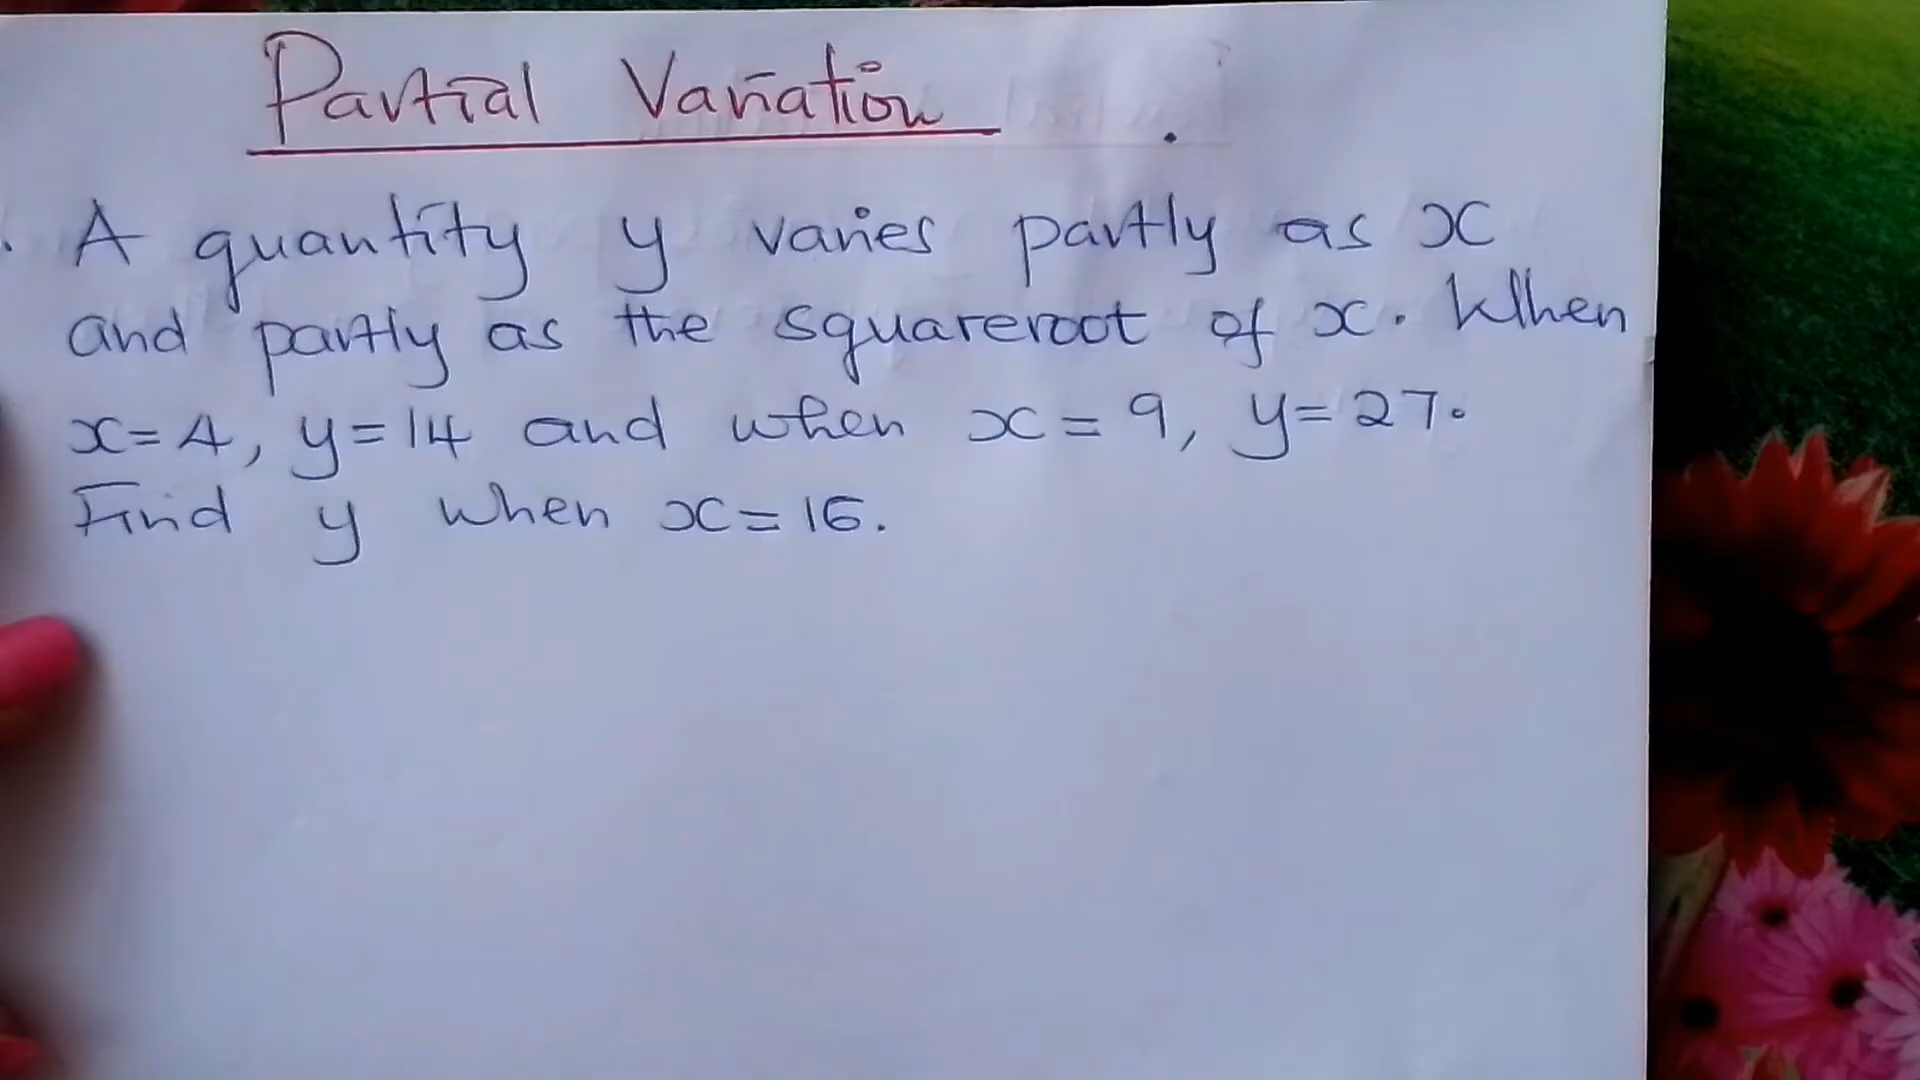 Partial Variation
A quantity y varies partly as x
and partly as the squareroot of x. When
x=4, y=14 and when x=9, y=27.
Find y when x=16.